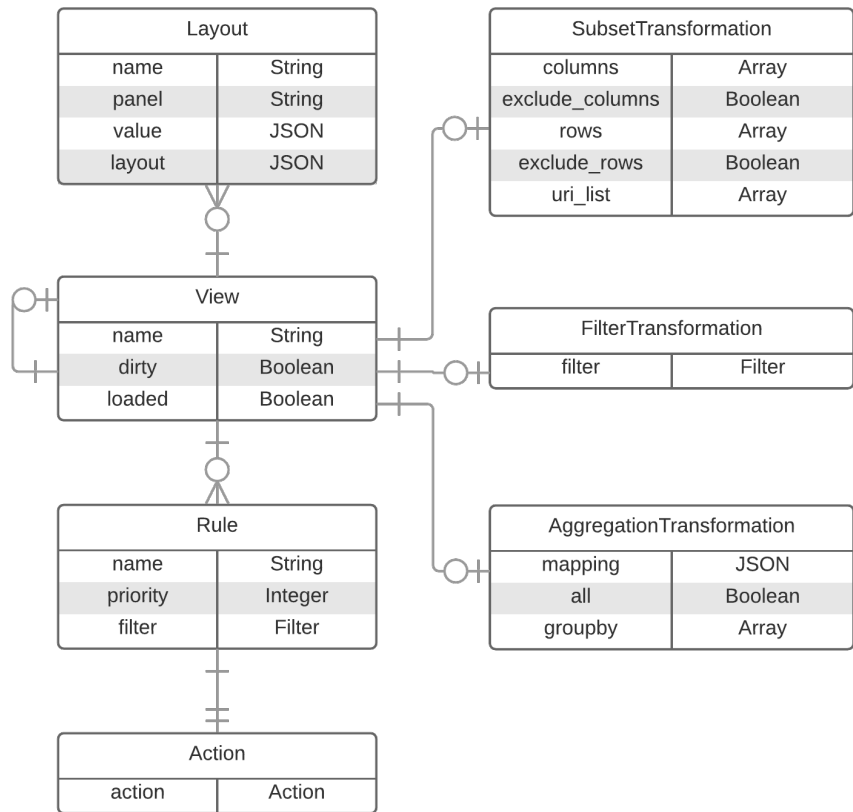 Layout
name String
panel String
value JSON
layout JSON
View
name String
dirty Boolean
loaded Boolean
Rule
name String
priority Integer
filter Filter
Action
action Action
SubsetTransformation
columns Array
exclude_columns Boolean
rows Array
exclude_rows Boolean
uri_list Array
FilterTransformation
filter Filter
AggregationTransformation
mapping JSON
all Boolean
groupby Array